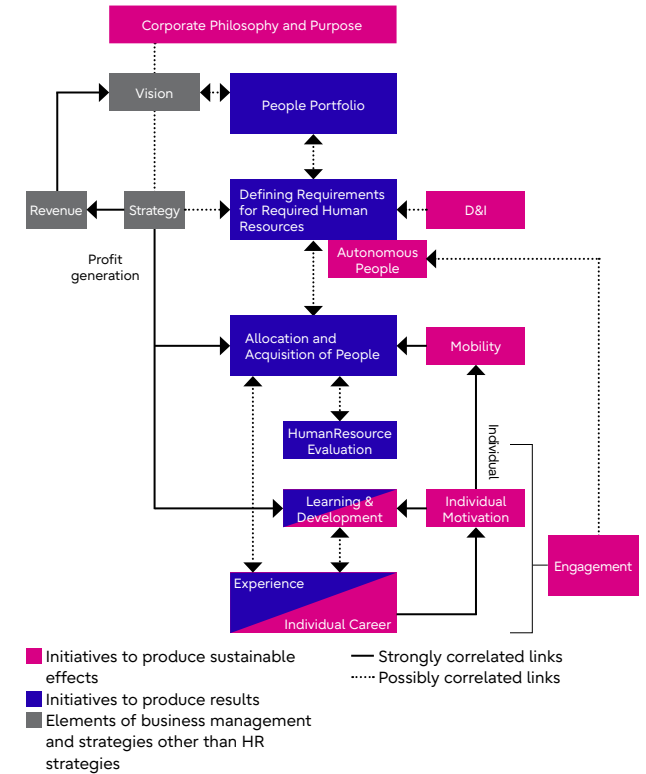 Corporate Philosophy and Purpose
Vision
People Portfolio
Revenue
Strategy
Defining Requirements
for Required Human
Resources
D&I
Autonomous
People
Profit
generation
Allocation and
Acquisition of People
Mobility
HumanResource
Evaluation
Individual
Learning &
Development
Individual
Motivation
Engagement
Experience
Individual Career
Initiatives to produce sustainable
effects
Initiatives to produce results
Elements of business management
and strategies other than HR
strategies
Strongly correlated links
Possibly correlated links